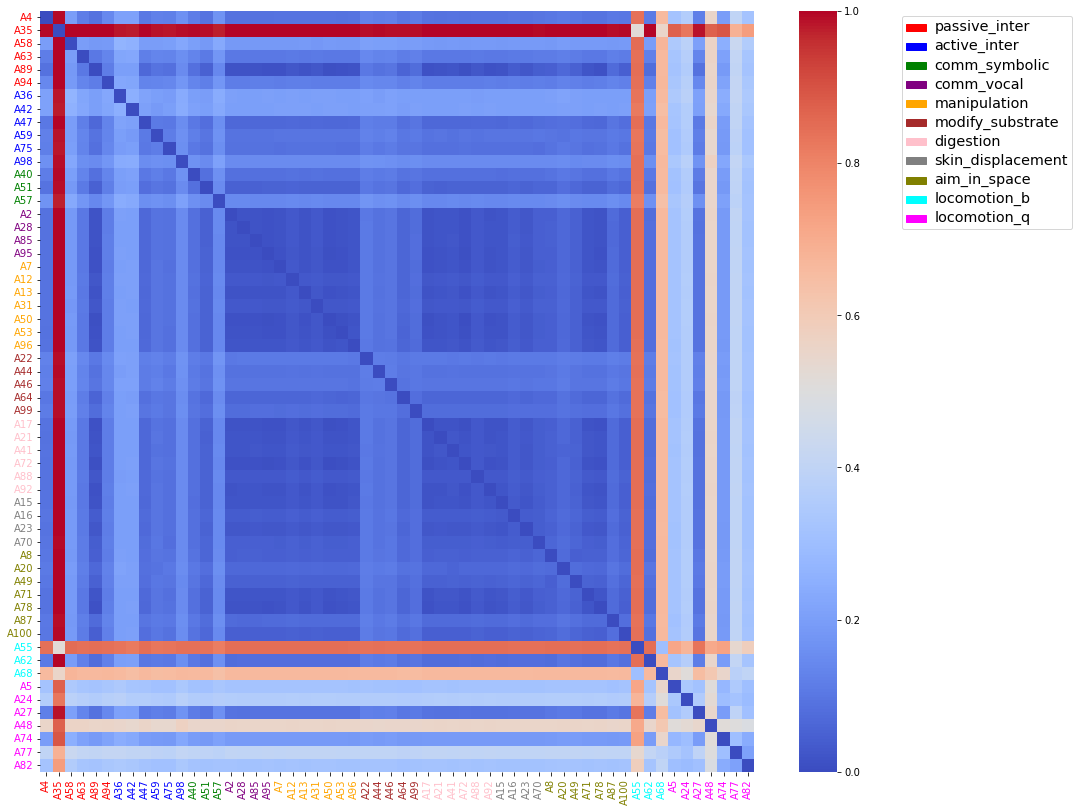 A4
A35
A58
A63
A89
A94
A36
A42
A47
A59
A75
A98
A40
A51
A57
A2
A28
A85
A95
A7
A12
A13
A31
A50
A53
A96
A22
A44
A46
A64
A99
A17
A21
A41
A72
A88
A92
A15
A16
A23
A70
A8
A20
A49
A71
A78
A87
A100
A55
A62
A68
A5
A24
A27
A48
A74
A77
A82
A4 A35 A58 A63 A89 A94 A36 A42 A47 A59 A75 A98 A40 A51 A57 A2 A28 A85 A95 A7 A12 A13 A31 A50 A53 A96 A22 A44 A46 A64 A99 A17 A21 A41 A72 A88 A92 A15 A16 A23 A70 A8 A20 A49 A71 A78 A87 A100 A55 A62 A68 A5 A24 A27 A48 A74 A77 A82
1.0
0.8
0.6
0.4
0.2
0.0
passive_inter
active_inter
comm_symbolic
comm_vocal
manipulation
modify_substrate
digestion
skin_displacement
aim_in_space
locomotion_b
locomotion_q